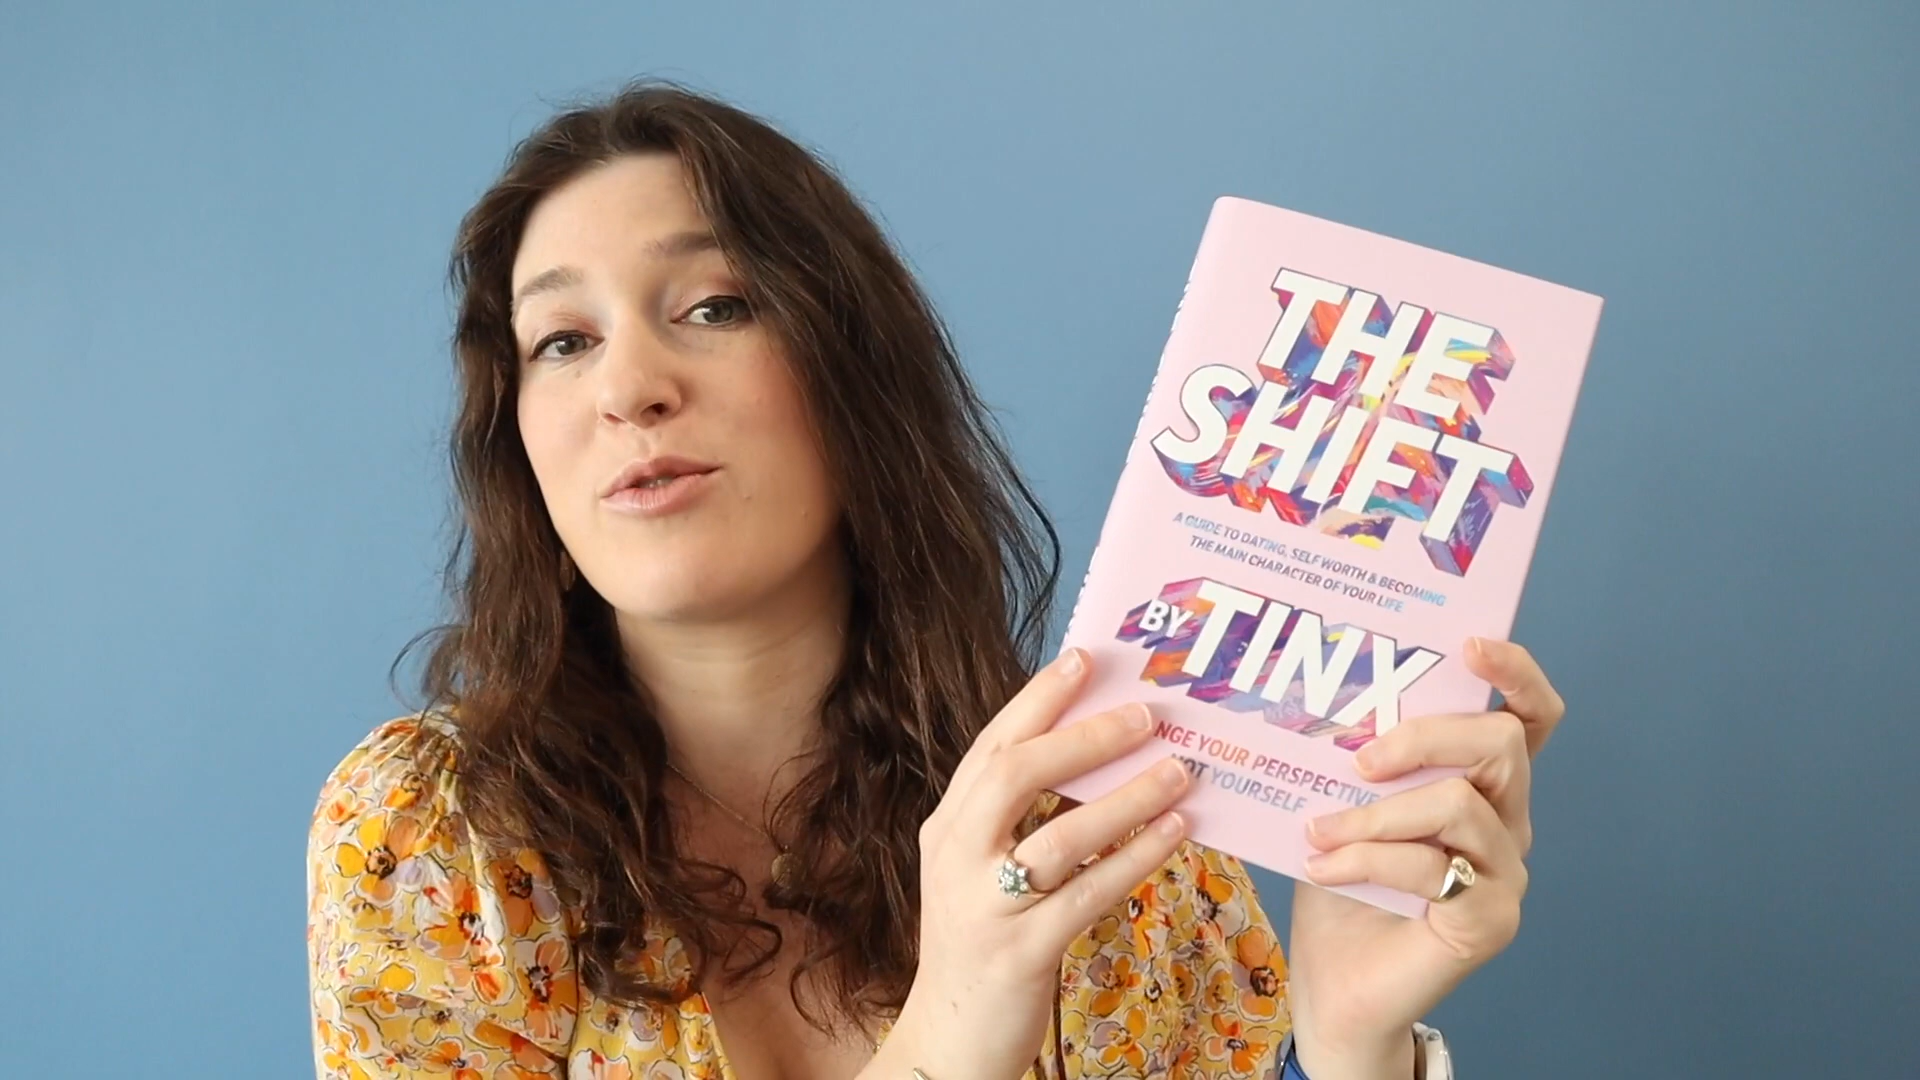 THE
SHIFT
A GUIDE TO DATING, SELF WORTH & BECOMING
THE MAIN CHARACTER OF YOUR LIFE
BY TINX
NGE YOUR PERSPECTIVE
NOT YOURSELF